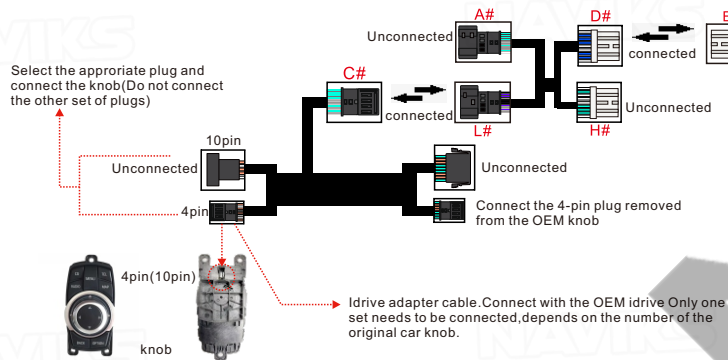 NAVIKS
A#
D#
Unconnected
connected
Select the approriate plug and
connect the knob(Do not connect
the other set of plugs)
C#
connected
Unconnected
L#
H#
10pin
Unconnected
Unconnected
4pin
Connect the 4-pin plug removed
from the OEM knob
4pin(10pin)
Idrive adapter cable.Connect with the OEM idrive Only one
set needs to be connected,depends on the number of the
original car knob.
knob